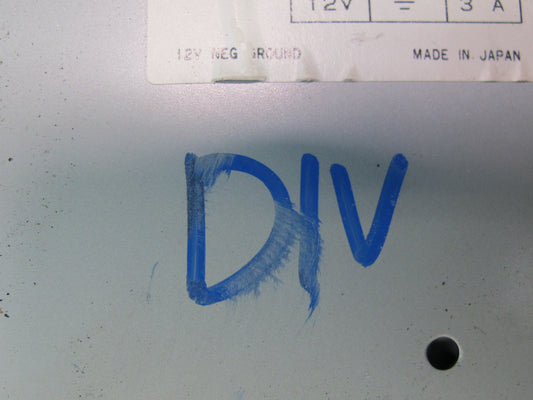 12V ⎓ 3 A
12V NEG GROUND MADE IN JAPAN
DIV